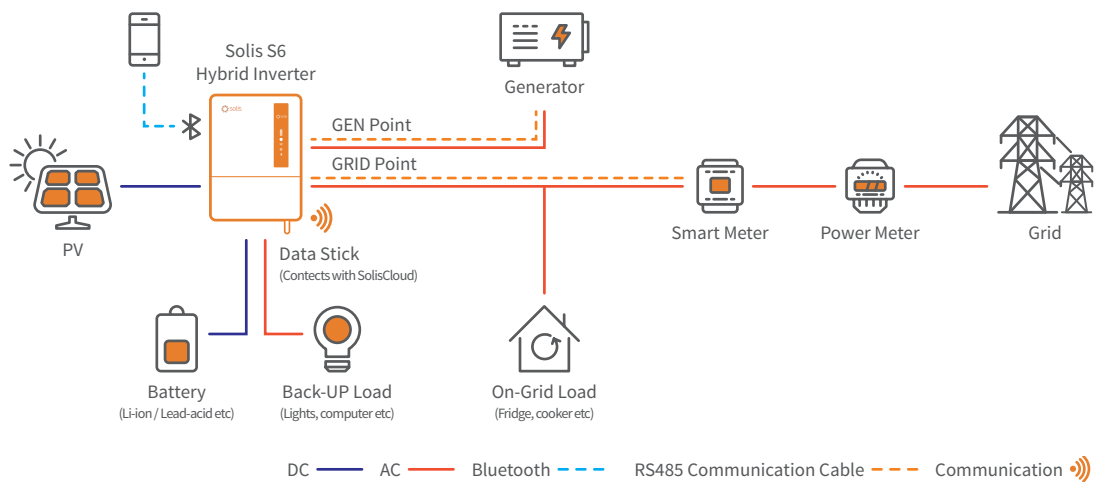 Solis S6
Hybrid Inverter
solis
Generator
GEN Point
GRID Point
PV
Data Stick
(Contects with SolisCloud)
Smart Meter
Power Meter
Grid
Battery
(Li-ion / Lead-acid etc)
Back-UP Load
(Lights, computer etc)
On-Grid Load
(Fridge, cooker etc)
DC
AC
Bluetooth
RS485 Communication Cable
Communication